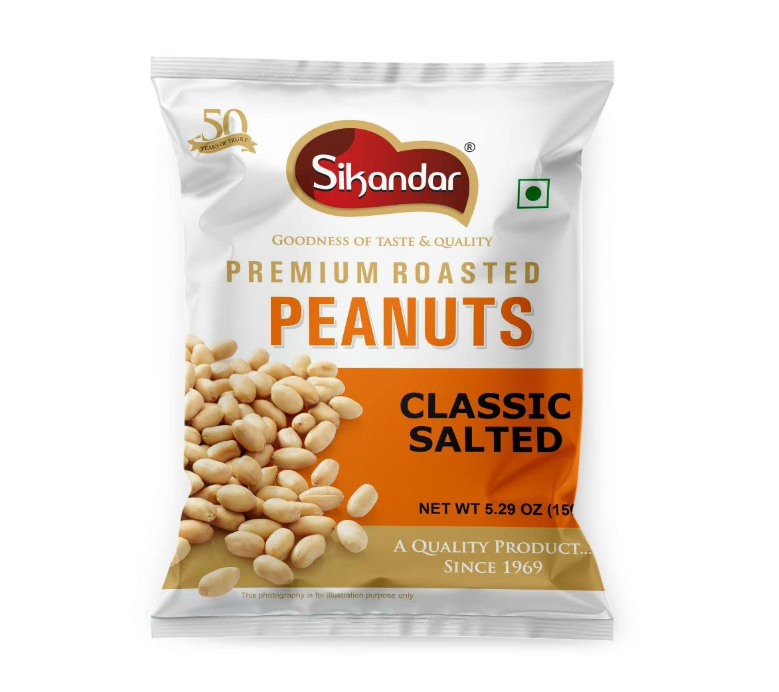 50
YEARS OF TRUST
Sikandar®
GOODNESS OF TASTE & QUALITY
PREMIUM ROASTED
PEANUTS
CLASSIC
SALTED
NET WT 5.29 OZ (150
A QUALITY PRODUCT...
SINCE 1969
This photography is for illustration purpose only